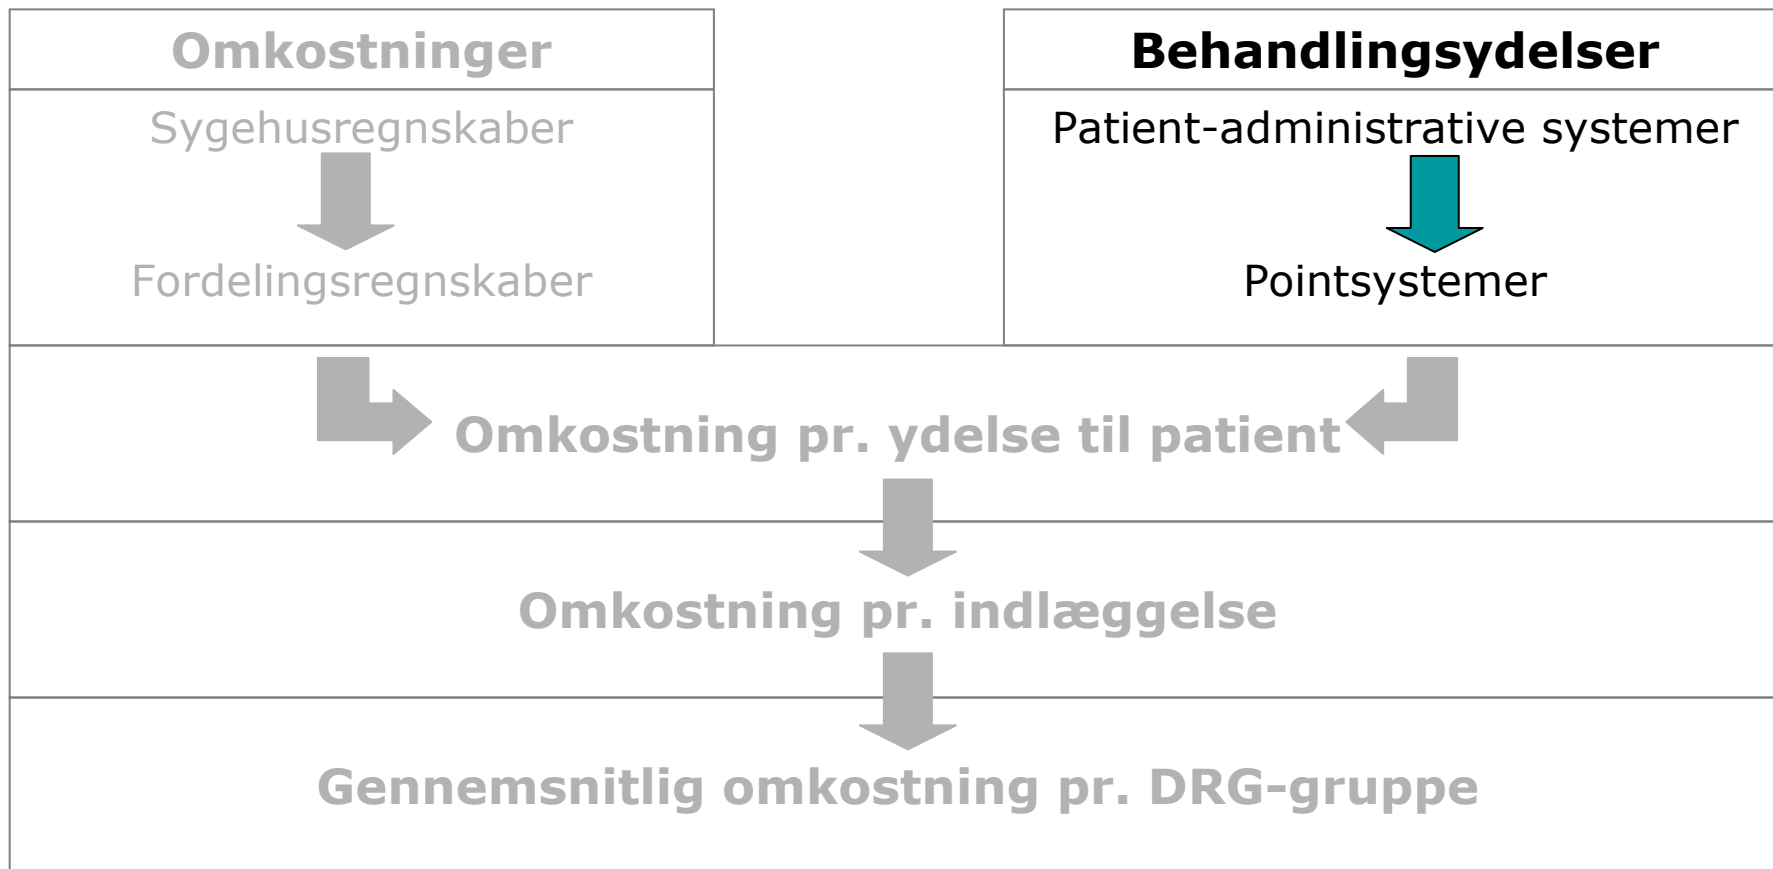 Omkostninger
Sygehusregnskaber
Fordelingsregnskaber
Behandlingsydelser
Patient-administrative systemer
Pointsystemer
Omkostning pr. ydelse til patient
Omkostning pr. indlæggelse
Gennemsnitlig omkostning pr. DRG-gruppe